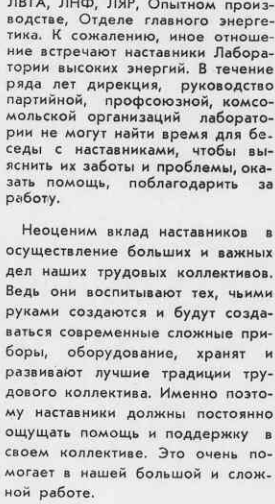 ЛВТА, ЛНФ, ЛЯР, Опытном произ-
водстве, Отделе главного энерге-
тика. К сожалению, иное отноше-
ние встречают наставники Лабора-
тории высоких энергий. В течение
ряда лет дирекция, руководство
партийной, профсоюзной, комсо-
мольской организаций лаборато-
рии не могут найти время для бе-
седы с наставниками, чтобы вы-
яснить их заботы и проблемы, ока-
зать помощь, поблагодарить за
работу.
Неоценим вклад наставников в
осуществление больших и важных
дел наших трудовых коллективов.
Ведь они воспитывают тех, чьими
руками создаются и будут созда-
ваться современные сложные при-
боры, оборудование, хранят и
развивают лучшие традиции тру-
дового коллектива. Именно поэто-
му наставники должны постоянно
ощущать помощь и поддержку в
своем коллективе. Это очень по-
могает в нашей большой и слож-
ной работе.